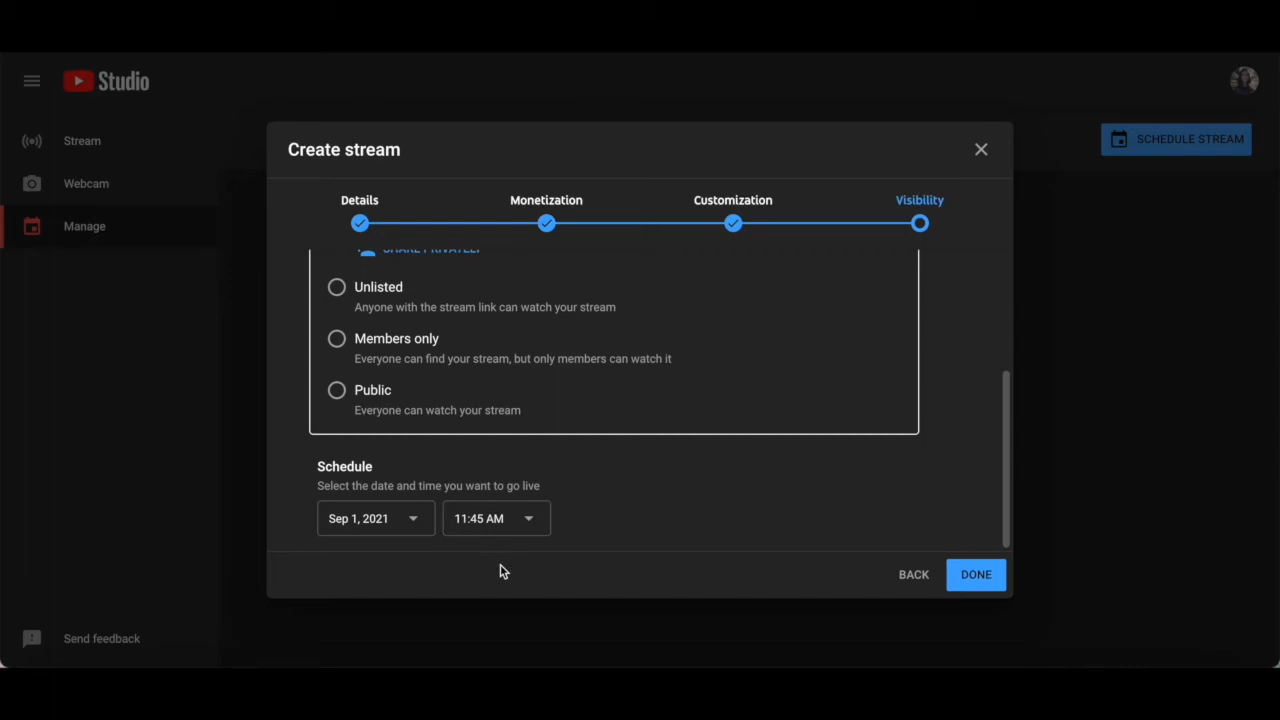 Studio
Stream
SCHEDULE STREAM
Webcam
Manage
Create stream
Details
Monetization
Customization
Visibility
SHARE PRIVATELY
Unlisted
Anyone with the stream link can watch your stream
Members only
Everyone can find your stream, but only members can watch it
Public
Everyone can watch your stream
Schedule
Select the date and time you want to go live
Sep 1, 2021
11:45 AM
BACK
DONE
Send feedback